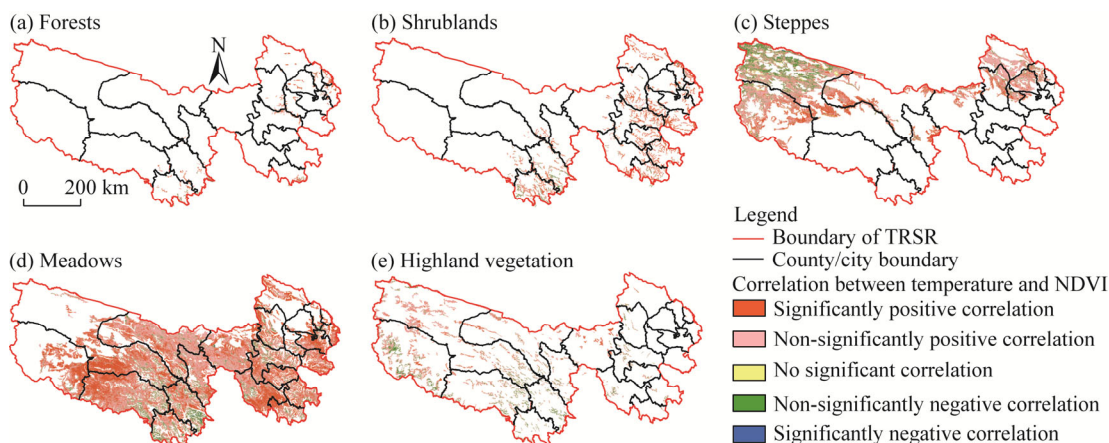 (a) Forests
(b) Shrublands
(c) Steppes
N
0 200 km
(d) Meadows
(e) Highland vegetation
Legend
Boundary of TRSR
County/city boundary
Correlation between temperature and NDVI
Significantly positive correlation
Non-significantly positive correlation
No significant correlation
Non-significantly negative correlation
Significantly negative correlation